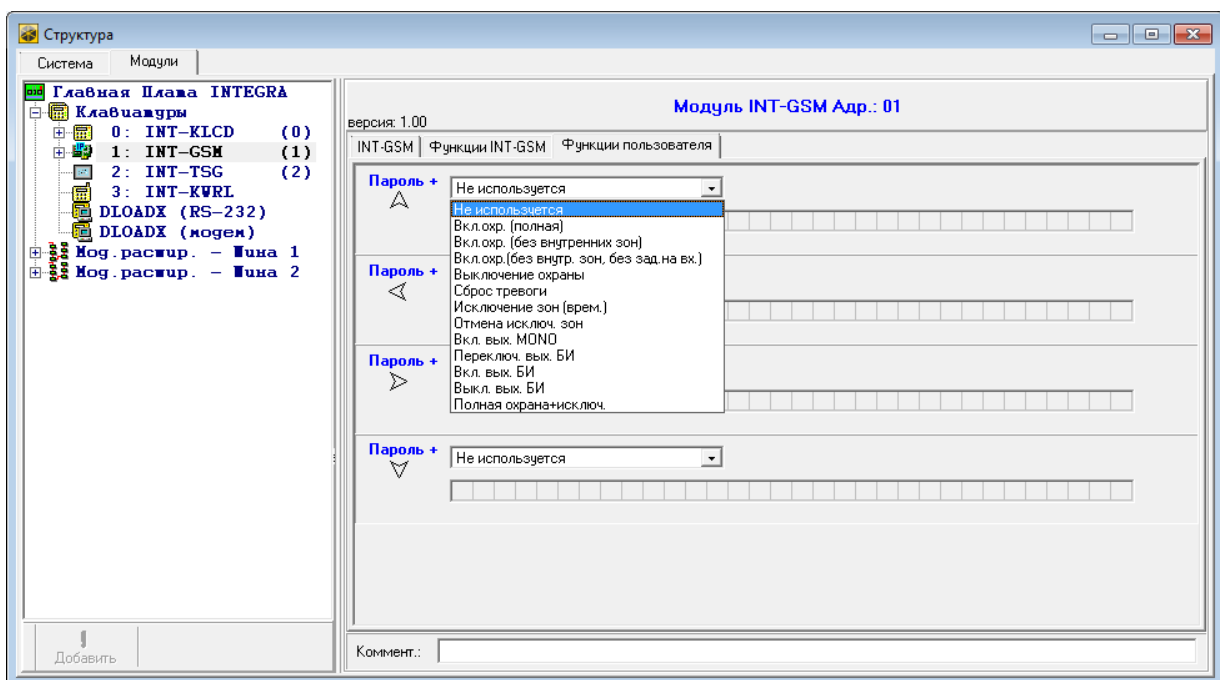 Структура
Система
Модули
Главная Плата INTEGRA
Клавиатуры
0: INT-KLCD (0)
1: INT-GSM (1)
2: INT-TSG (2)
3: INT-KWRL
DLOADX (RS-232)
DLOADX (модем)
Мод.расшир. - Шина 1
Мод.расшир. - Шина 2
Добавить
Модуль INT-GSM Адр.: 01
версия: 1.00
INT-GSM
Функции INT-GSM
Функции пользователя
Пароль +
Не используется
Не используется
Вкл.охр. (полная)
Вкл.охр. (без внутренних зон)
Вкл.охр.(без внутр. зон, без зад.на вх.)
Выключение охраны
Сброс тревоги
Исключение зон (врем.)
Отмена исключ. зон
Вкл. вых. MONO
Переключ. вых. БИ
Вкл. вых. БИ
Выкл. вых. БИ
Полная охрана+исключ.
Пароль +
Пароль +
Пароль +
Не используется
Коммент.: